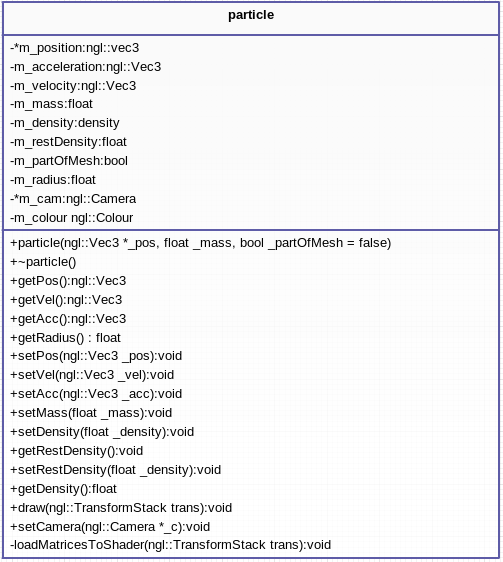 particle
-*m_position:ngl::vec3
-m_acceleration:ngl::Vec3
-m_velocity:ngl::Vec3
-m_mass:float
-m_density:density
-m_restDensity:float
-m_partOfMesh:bool
-m_radius:float
-*m_cam:ngl::Camera
-m_colour ngl::Colour
+particle(ngl::Vec3 *_pos, float _mass, bool _partOfMesh = false)
+~particle()
+getPos():ngl::Vec3
+getVel():ngl::Vec3
+getAcc():ngl::Vec3
+getRadius() : float
+setPos(ngl::Vec3 _pos):void
+setVel(ngl::Vec3 _vel):void
+setAcc(ngl::Vec3 _acc):void
+setMass(float _mass):void
+setDensity(float _density):void
+getRestDensity():void
+setRestDensity(float _density):void
+getDensity():float
+draw(ngl::TransformStack trans):void
+setCamera(ngl::Camera *_c):void
-loadMatricesToShader(ngl::TransformStack trans):void